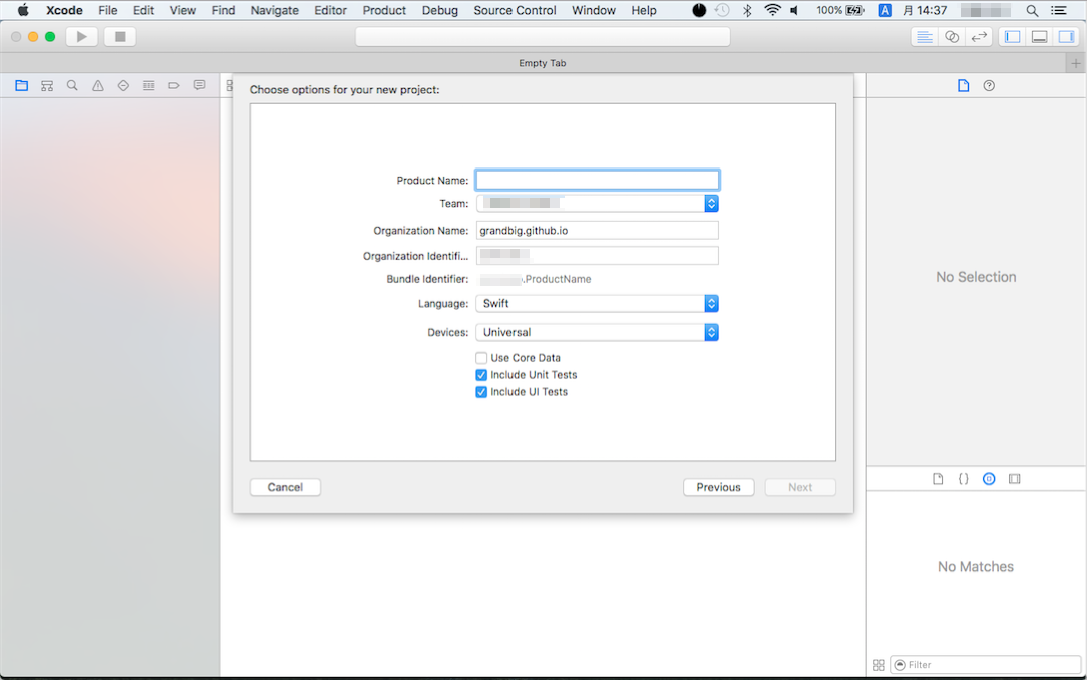 Xcode File Edit View Find Navigate Editor Product Debug Source Control Window Help 100% A 月 14:37
Empty Tab
Choose options for your new project:
Product Name:
Team:
Organization Name: grandbig.github.io
Organization Identifi...
Bundle Identifier: .ProductName
Language: Swift
Devices: Universal
Use Core Data
Include Unit Tests
Include UI Tests
Cancel Previous Next
No Selection
No Matches
Filter